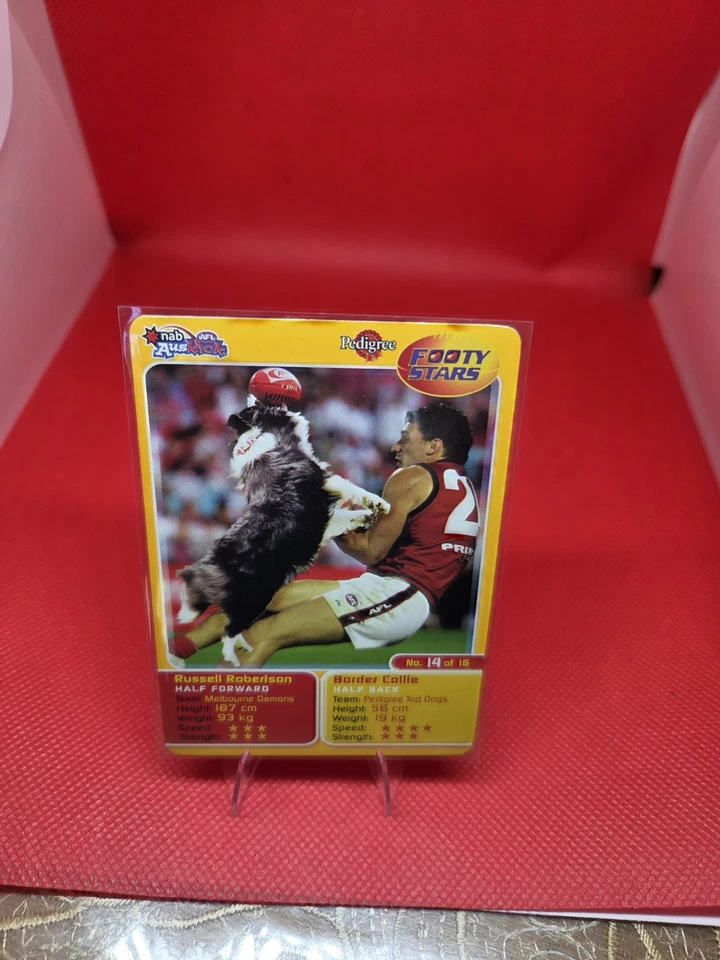 nab AFL
AusKick
Pedigree
FOOTY
STARS
2
PRI
AFL
No. 14 of 16
Russell Robertson
HALF FORWARD
Team: Melbourne Demons
Height: 187 cm
Weight: 93 kg
Speed: ★★★
Strength: ★★★
Border Collie
HALF BACK
Team: Pedigree Top Dogs
Height: 56 cm
Weight: 19 kg
Speed: ★★★★
Strength: ★★★